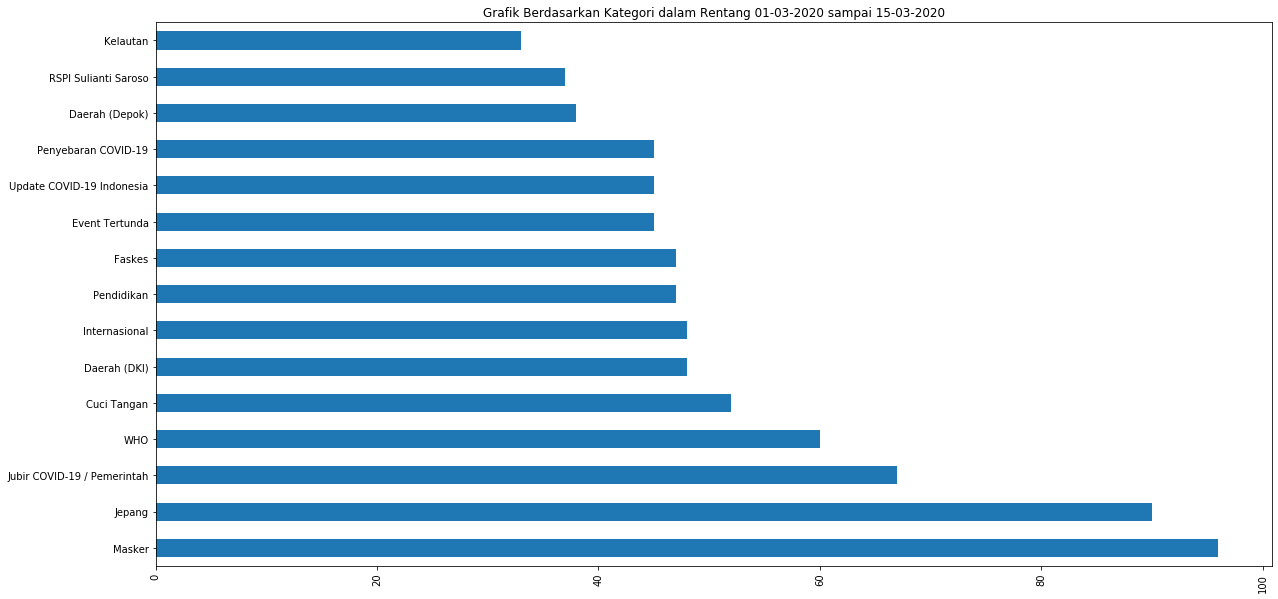 Grafik Berdasarkan Kategori dalam Rentang 01-03-2020 sampai 15-03-2020
Kelautan
RSPI Sulianti Saroso
Daerah (Depok)
Penyebaran COVID-19
Update COVID-19 Indonesia
Event Tertunda
Faskes
Pendidikan
Internasional
Daerah (DKI)
Cuci Tangan
WHO
Jubir COVID-19 / Pemerintah
Jepang
Masker
0
20
40
60
80
100